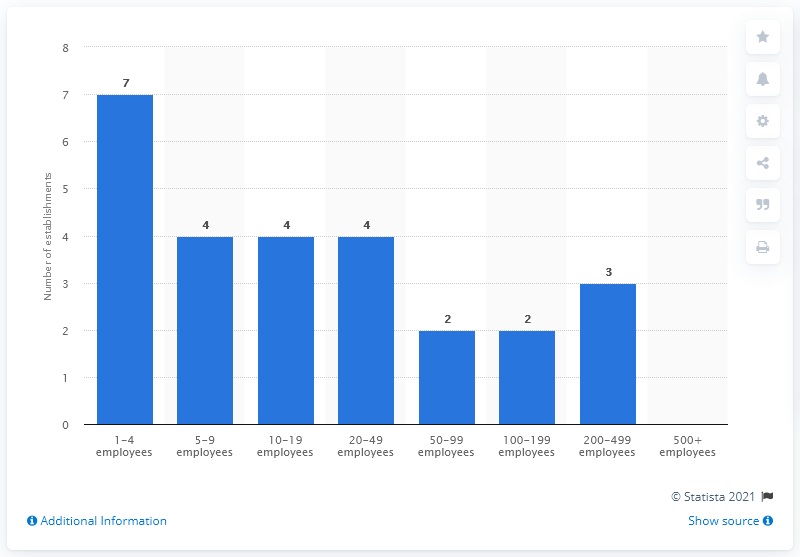 8
7
6
5
4
3
2
1
0
Number of establishments
7
4
4
4
2
2
3
1–4 employees
5–9 employees
10–19 employees
20–49 employees
50–99 employees
100–199 employees
200–499 employees
500+ employees
© Statista 2021
Additional Information
Show source